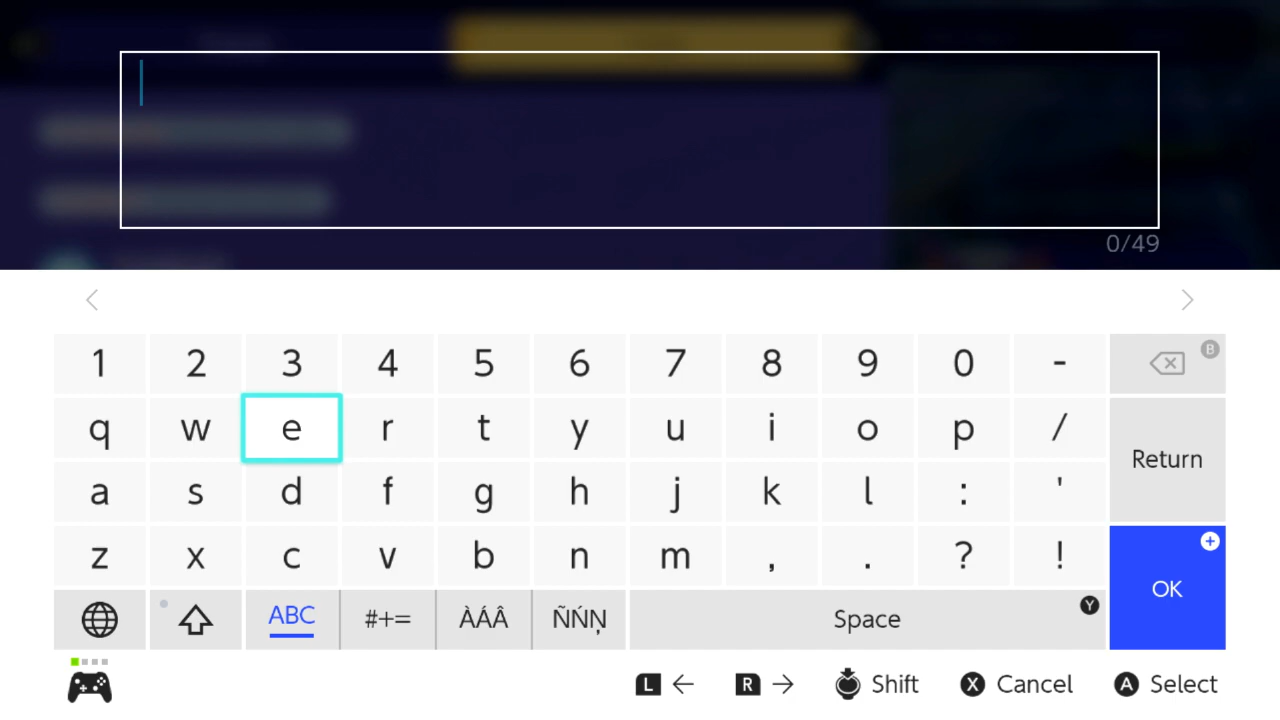 0/49
1 2 3 4 5 6 7 8 9 0 - B
q w e r t y u i o p /
Return
a s d f g h j k l : '
z x c v b n m , . ? ! +
OK
ABC #+= ÀÁÂ ÑŃŅ Space Y
L ← R → Shift X Cancel A Select